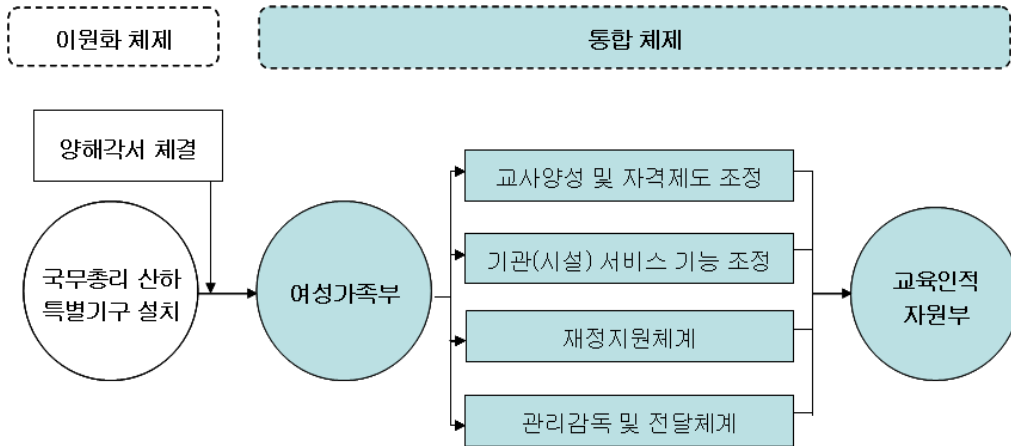 이원화 체제
통합 체제
양해각서 체결
국무총리 산하
특별기구 설치
여성가족부
교사양성 및 자격제도 조정
기관(시설) 서비스 기능 조정
재정지원체계
관리감독 및 전달체계
교육인적
자원부